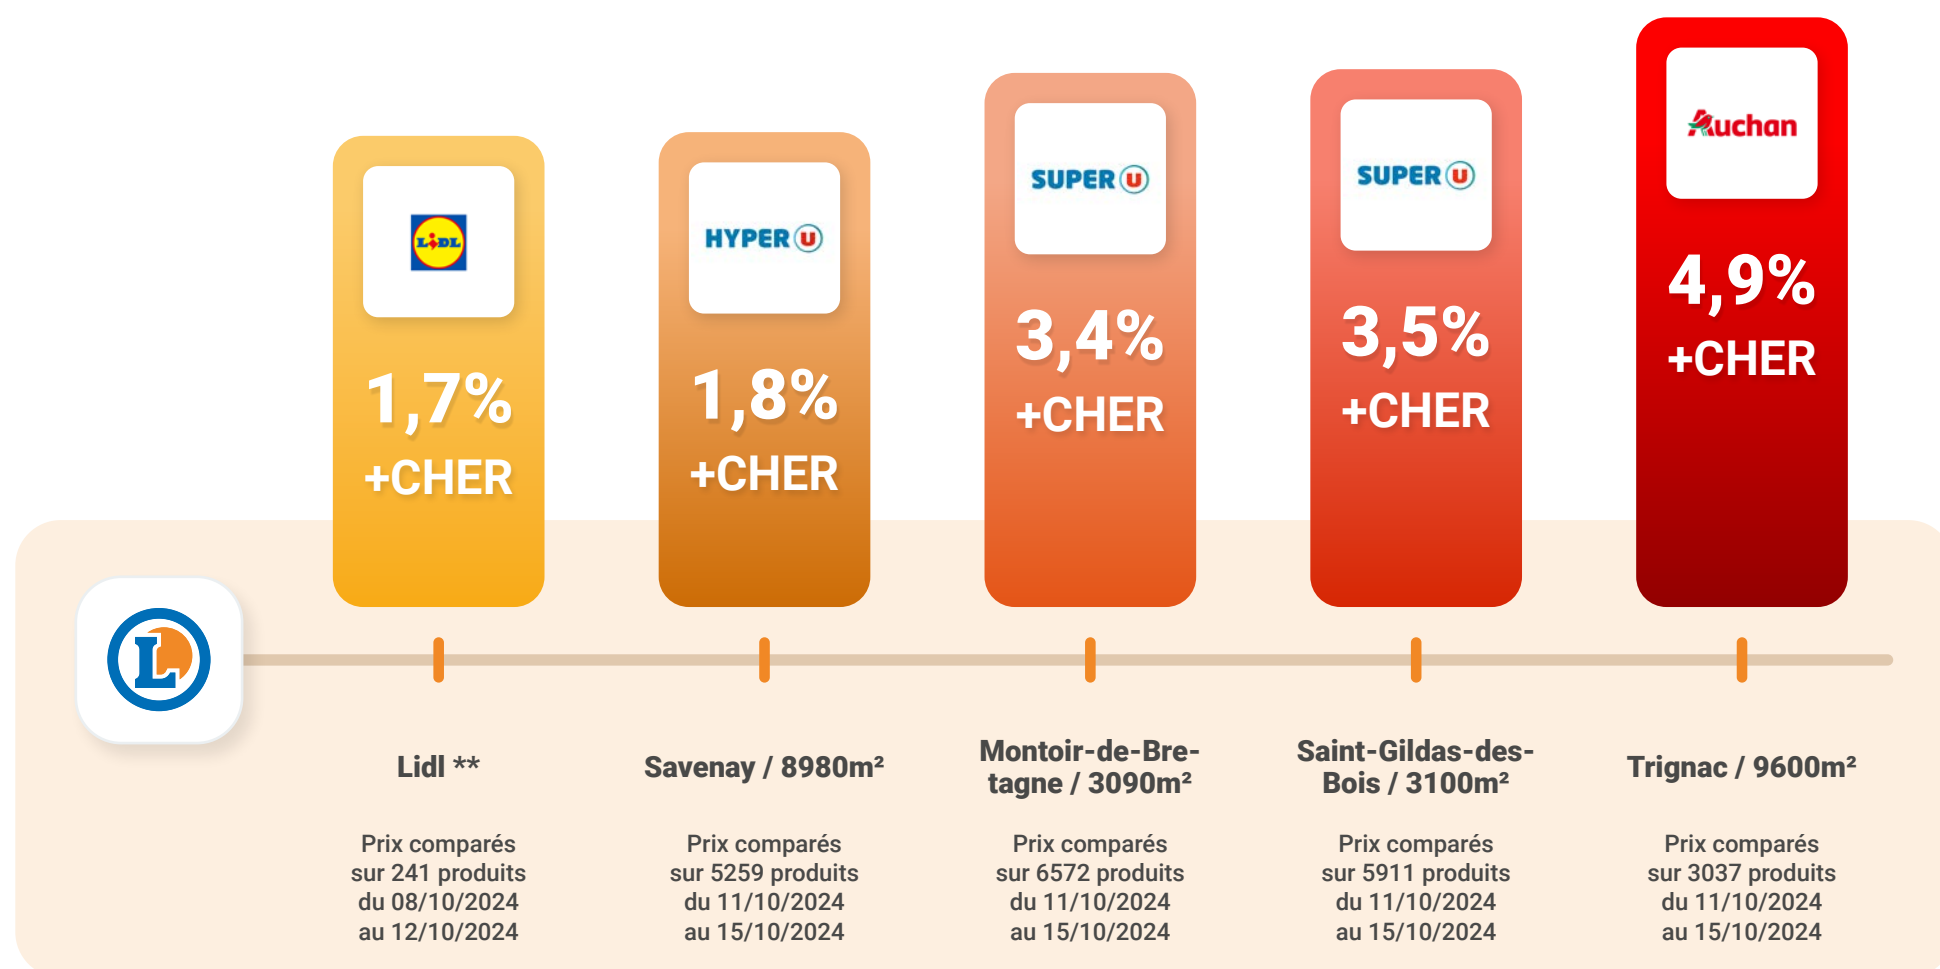 LIDL
1,7%
+CHER
HYPER U
1,8%
+CHER
SUPER U
3,4%
+CHER
SUPER U
3,5%
+CHER
Auchan
4,9%
+CHER
L
Lidl **
Prix comparés
sur 241 produits
du 08/10/2024
au 12/10/2024
Savenay / 8980m²
Prix comparés
sur 5259 produits
du 11/10/2024
au 15/10/2024
Montoir-de-Bre-
tagne / 3090m²
Prix comparés
sur 6572 produits
du 11/10/2024
au 15/10/2024
Saint-Gildas-des-
Bois / 3100m²
Prix comparés
sur 5911 produits
du 11/10/2024
au 15/10/2024
Trignac / 9600m²
Prix comparés
sur 3037 produits
du 11/10/2024
au 15/10/2024